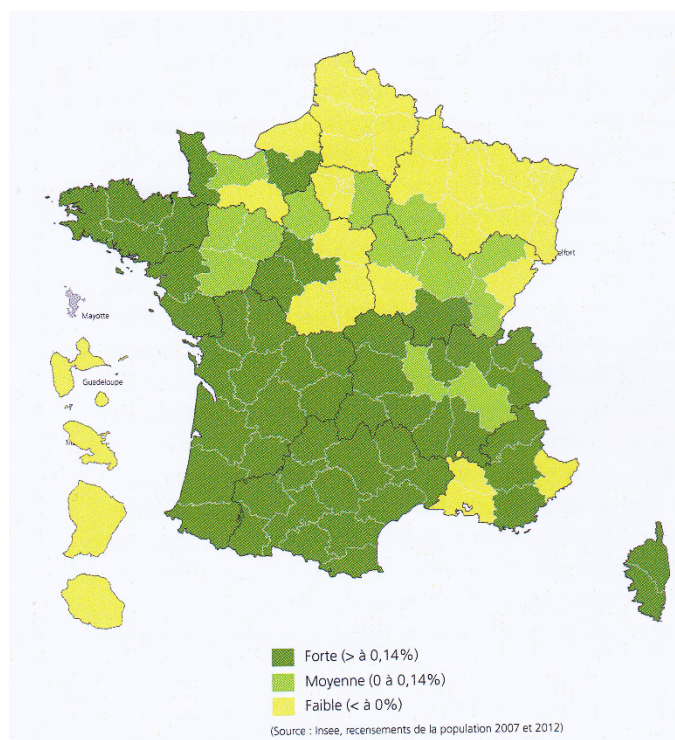 elfort
Mayotte
Guadeloupe
Forte (> à 0,14%)
Moyenne (0 à 0,14%)
Faible (< à 0%)
(Source : Insee, recensements de la population 2007 et 2012)